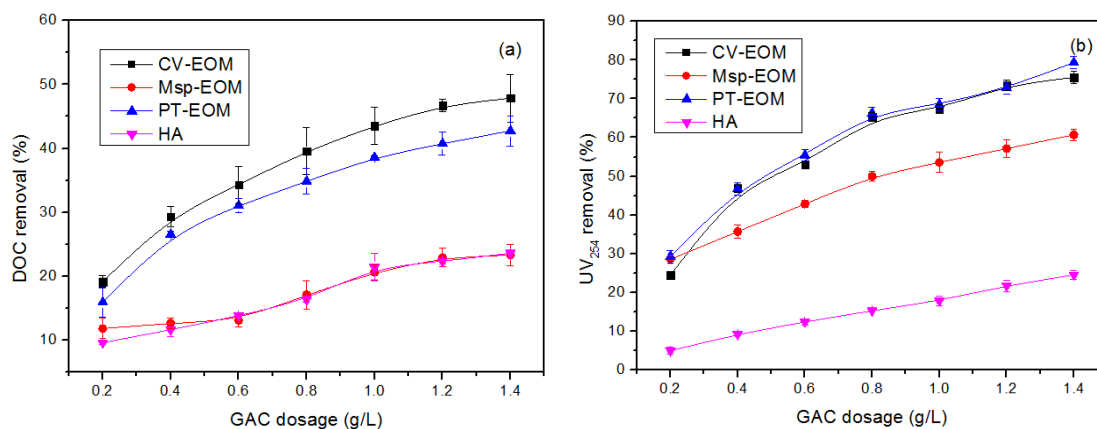 (a)
CV-EOM
Msp-EOM
PT-EOM
HA
DOC removal (%)
60
50
40
30
20
10
0.2 0.4 0.6 0.8 1.0 1.2 1.4
GAC dosage (g/L)
(b)
CV-EOM
Msp-EOM
PT-EOM
HA
UV254 removal (%)
90
80
70
60
50
40
30
20
10
0
0.2 0.4 0.6 0.8 1.0 1.2 1.4
GAC dosage (g/L)